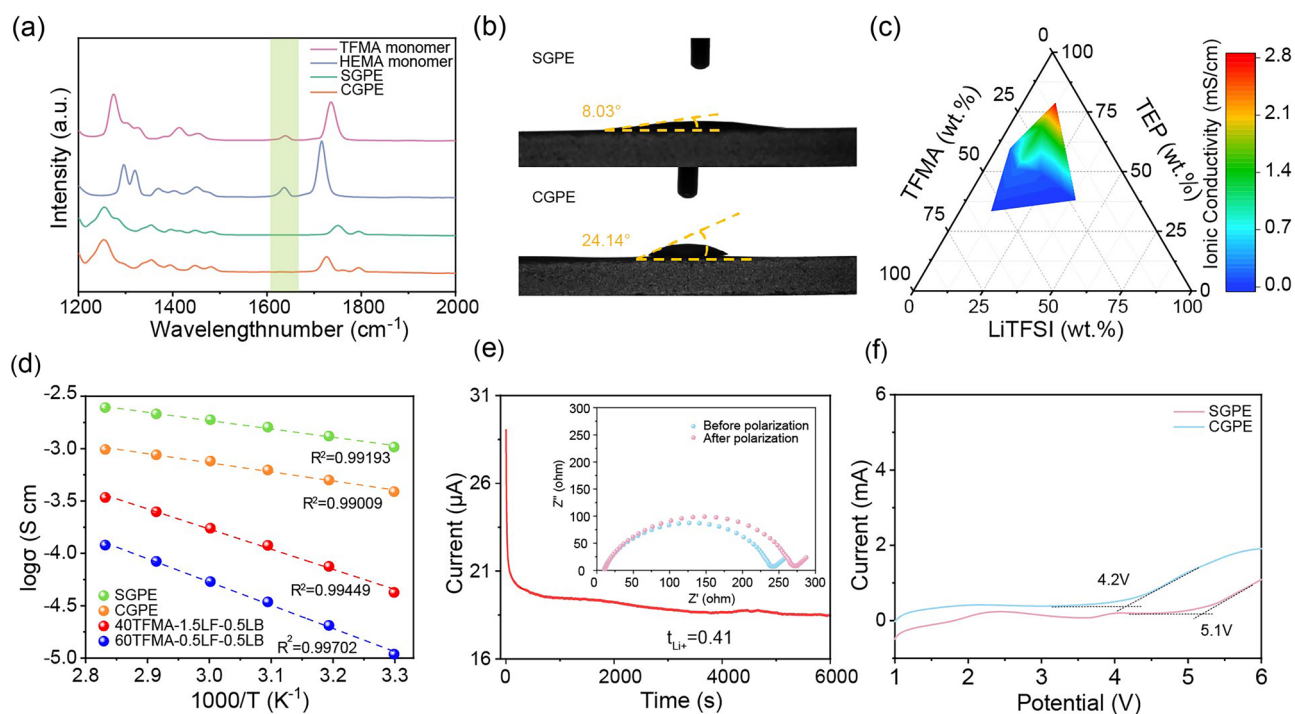 (a)
TFMA monomer
HEMA monomer
SGPE
CGPE
Intensity (a.u.)
1200 1400 1600 1800 2000
Wavelengthnumber (cm-1)
(b)
SGPE
8.03°
CGPE
24.14°
(c)
0
100
25
75
50
50
75
25
100
0
0 25 50 75 100
TFMA (wt.%)
TEP (wt.%)
LiTFSI (wt.%)
Ionic Conductivity (mS/cm)
2.8
2.1
1.4
0.7
0.0
(d)
-2.5
-3.0
-3.5
-4.0
-4.5
-5.0
logσ (S cm
R²=0.99193
R²=0.99009
R²=0.99449
R²=0.99702
SGPE
CGPE
40TFMA-1.5LF-0.5LB
60TFMA-0.5LF-0.5LB
2.8 2.9 3.0 3.1 3.2 3.3
1000/T (K-1)
(e)
31
26
21
16
Current (μA)
300
250
200
150
100
50
0
Z'' (ohm)
Before polarization
After polarization
0 50 100 150 200 250 300
Z' (ohm)
tLi+=0.41
0 2000 4000 6000
Time (s)
(f)
6
4
2
0
Current (mA)
SGPE
CGPE
4.2V
5.1V
1 2 3 4 5 6
Potential (V)